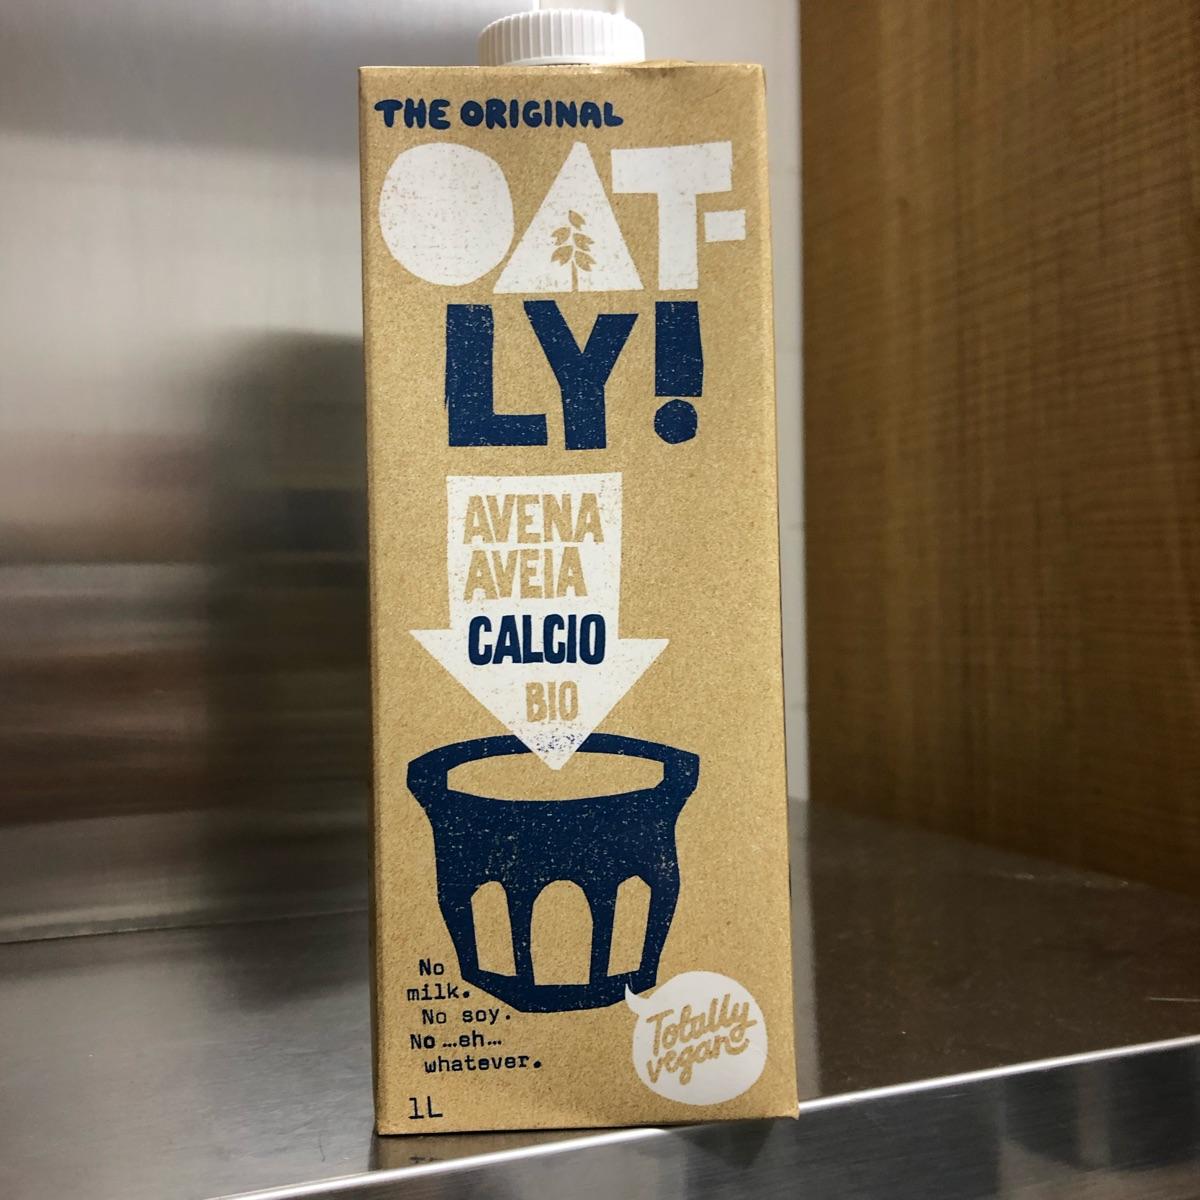 THE ORIGINAL
OAT-
LY!
AVENA
AVEIA
CALCIO
BIO
No
milk.
No soy.
No ...eh...
whatever.
Totally
vegan
1L